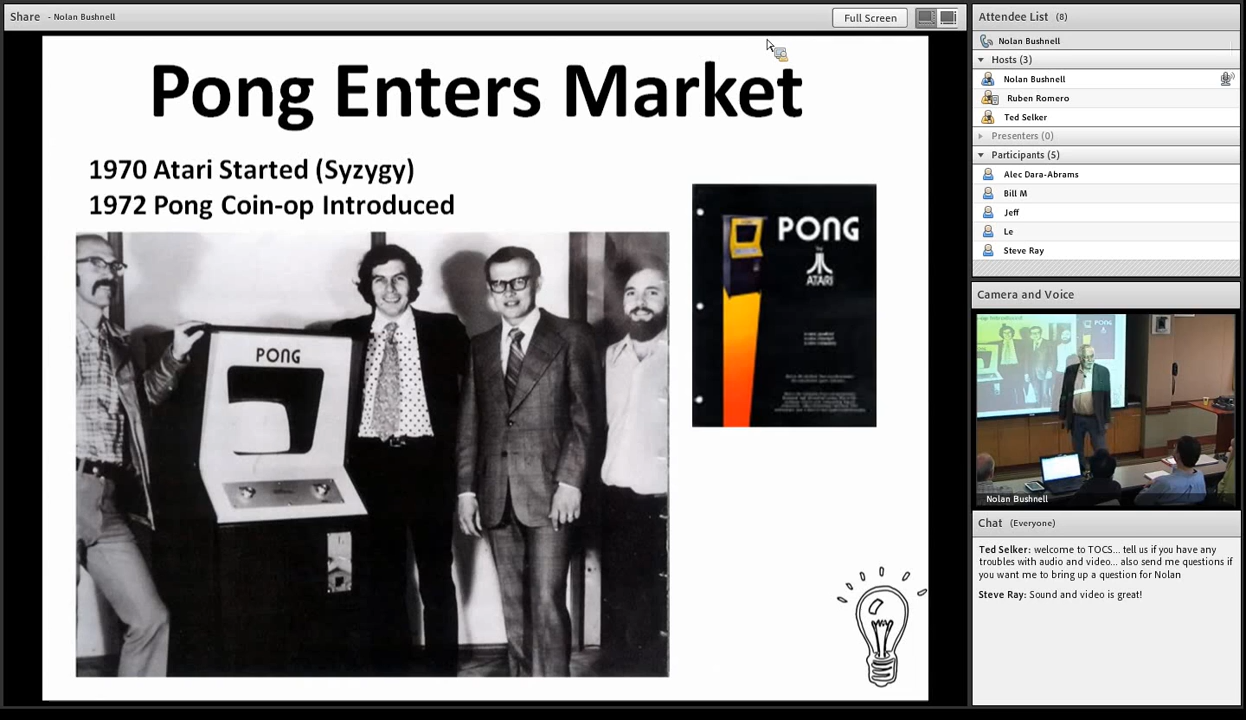 Share - Nolan Bushnell
Full Screen
Pong Enters Market
1970 Atari Started (Syzygy)
1972 Pong Coin-op Introduced
PONG
PONG
by
ATARI
Attendee List (8)
Nolan Bushnell
Hosts (3)
Nolan Bushnell
Ruben Romero
Ted Selker
Presenters (0)
Participants (5)
Alec Dara-Abrams
Bill M
Jeff
Le
Steve Ray
Camera and Voice
PONG
Nolan Bushnell
Chat (Everyone)
Ted Selker: welcome to TOCS... tell us if you have any
troubles with audio and video... also send me questions if
you want me to bring up a question for Nolan
Steve Ray: Sound and video is great!